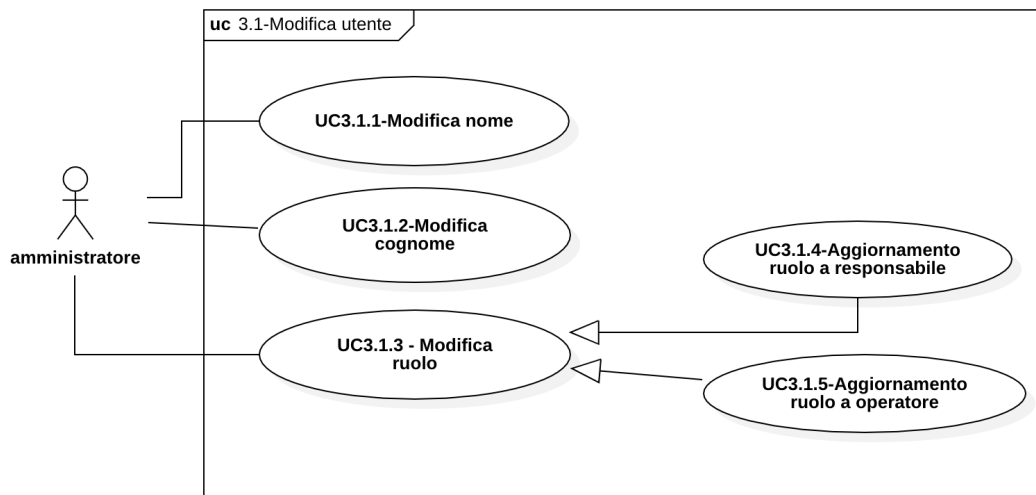 uc 3.1-Modifica utente
UC3.1.1-Modifica nome
UC3.1.2-Modifica
cognome
amministratore
UC3.1.4-Aggiornamento
ruolo a responsabile
UC3.1.3 - Modifica
ruolo
UC3.1.5-Aggiornamento
ruolo a operatore